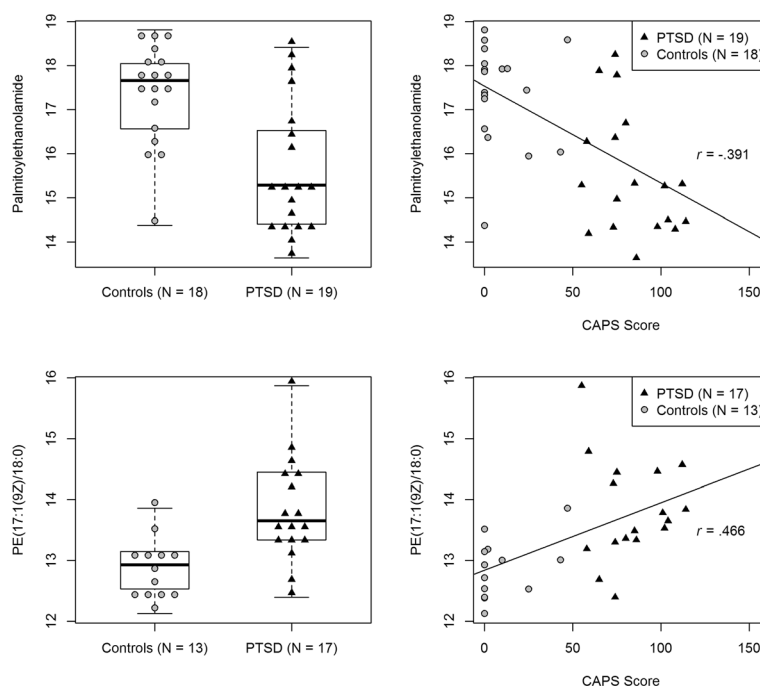 19
18
17
16
15
14
Palmitoylethanolamide
Controls (N = 18)
PTSD (N = 19)
19
18
17
16
15
14
Palmitoylethanolamide
PTSD (N = 19)
Controls (N = 18)
r = -.391
0
50
100
150
CAPS Score
16
15
14
13
12
PE(17:1(9Z)/18:0)
Controls (N = 13)
PTSD (N = 17)
16
15
14
13
12
PE(17:1(9Z)/18:0)
PTSD (N = 17)
Controls (N = 13)
r = .466
0
50
100
150
CAPS Score